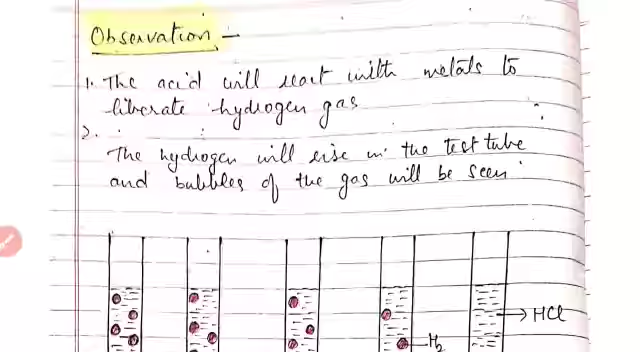 Observation -
1. The acid will react with metals to
liberate hydrogen gas
2.
The hydrogen will rise in the test tube
and bubbles of the gas will be seen.
HCl
H2